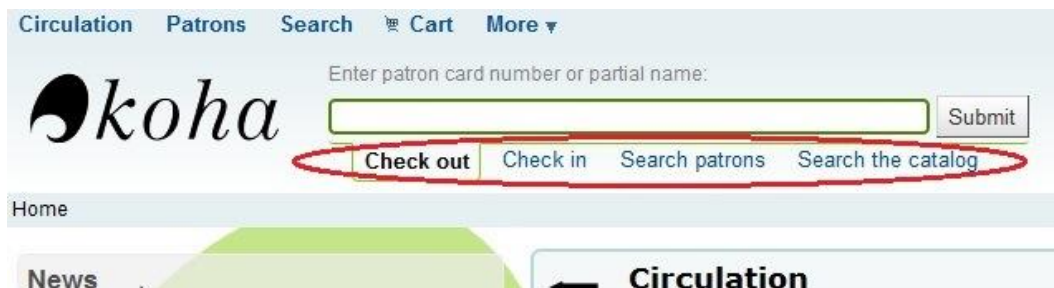 Circulation Patrons Search Cart More
Enter patron card number or partial name:
koha
Submit
Check out Check in Search patrons Search the catalog
Home
News
Circulation